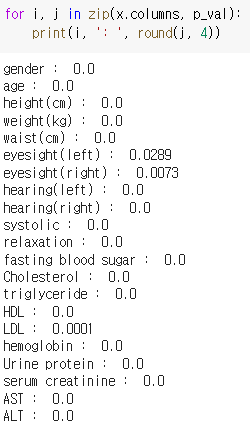 for i, j in zip(x.columns, p_val):
    print(i, ': ', round(j, 4))
gender :  0.0
age :  0.0
height(cm) :  0.0
weight(kg) :  0.0
waist(cm) :  0.0
eyesight(left) :  0.0289
eyesight(right) :  0.0073
hearing(left) :  0.0
hearing(right) :  0.0
systolic :  0.0
relaxation :  0.0
fasting blood sugar :  0.0
Cholesterol :  0.0
triglyceride :  0.0
HDL :  0.0
LDL :  0.0001
hemoglobin :  0.0
Urine protein :  0.0
serum creatinine :  0.0
AST :  0.0
ALT :  0.0